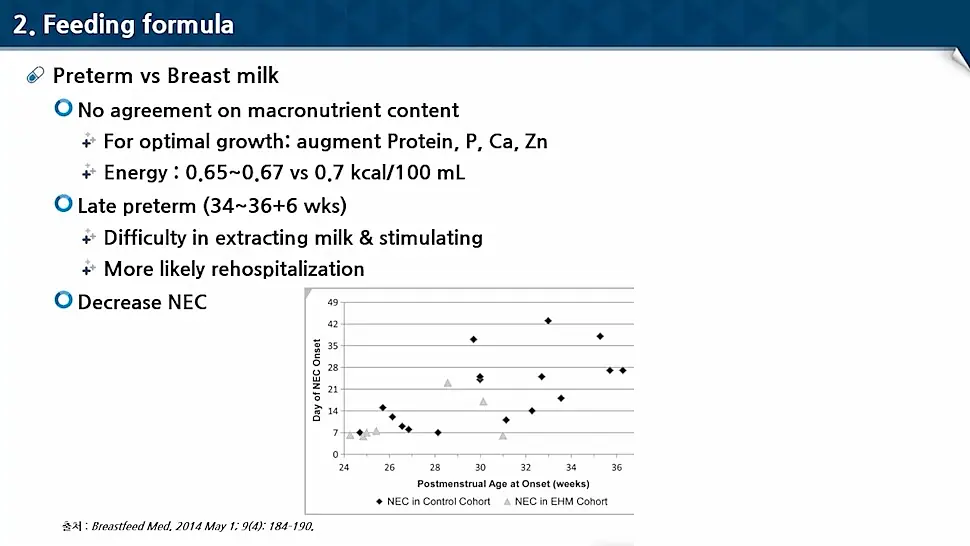 2. Feeding formula
Preterm vs Breast milk
No agreement on macronutrient content
For optimal growth: augment Protein, P, Ca, Zn
Energy : 0.65~0.67 vs 0.7 kcal/100 mL
Late preterm (34~36+6 wks)
Difficulty in extracting milk & stimulating
More likely rehospitalization
Decrease NEC
49
42
35
28
21
14
7
0
Day of NEC Onset
24 26 28 30 32 34 36
Postmenstrual Age at Onset (weeks)
NEC in Control Cohort NEC in EHM Cohort
출처 : Breastfeed Med. 2014 May 1; 9(4): 184-190.